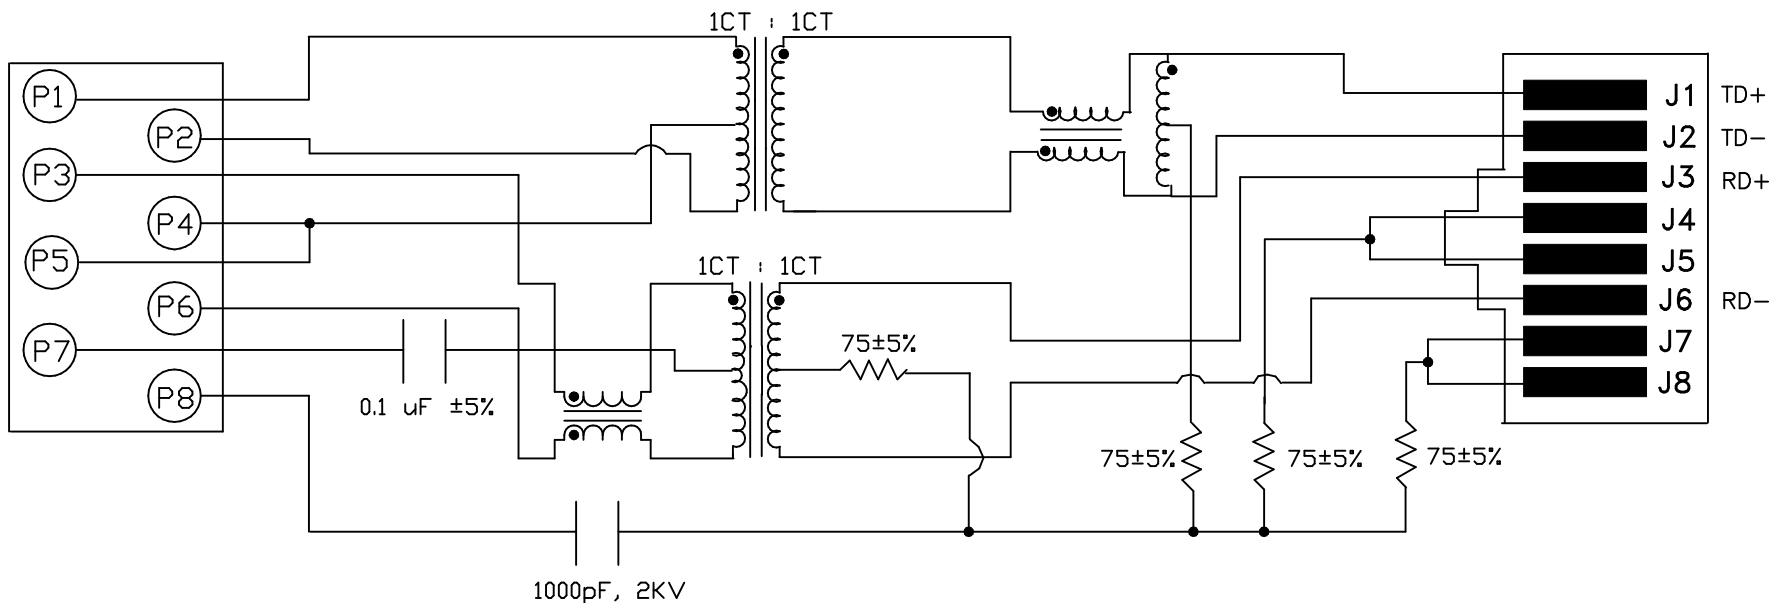 1CT : 1CT
P1
P2
P3
P4
P5
P6
P7
P8
J1 TD+
J2 TD-
J3 RD+
J4
J5
J6 RD-
J7
J8
1CT : 1CT
75±5%
0.1 uF ±5%
75±5%
75±5%
75±5%
1000pF, 2KV